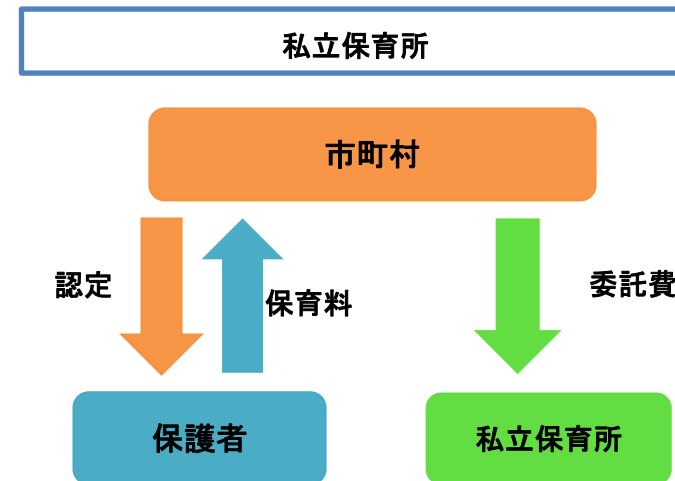 私立保育所
市町村
認定
保育料
委託費
保護者
私立保育所